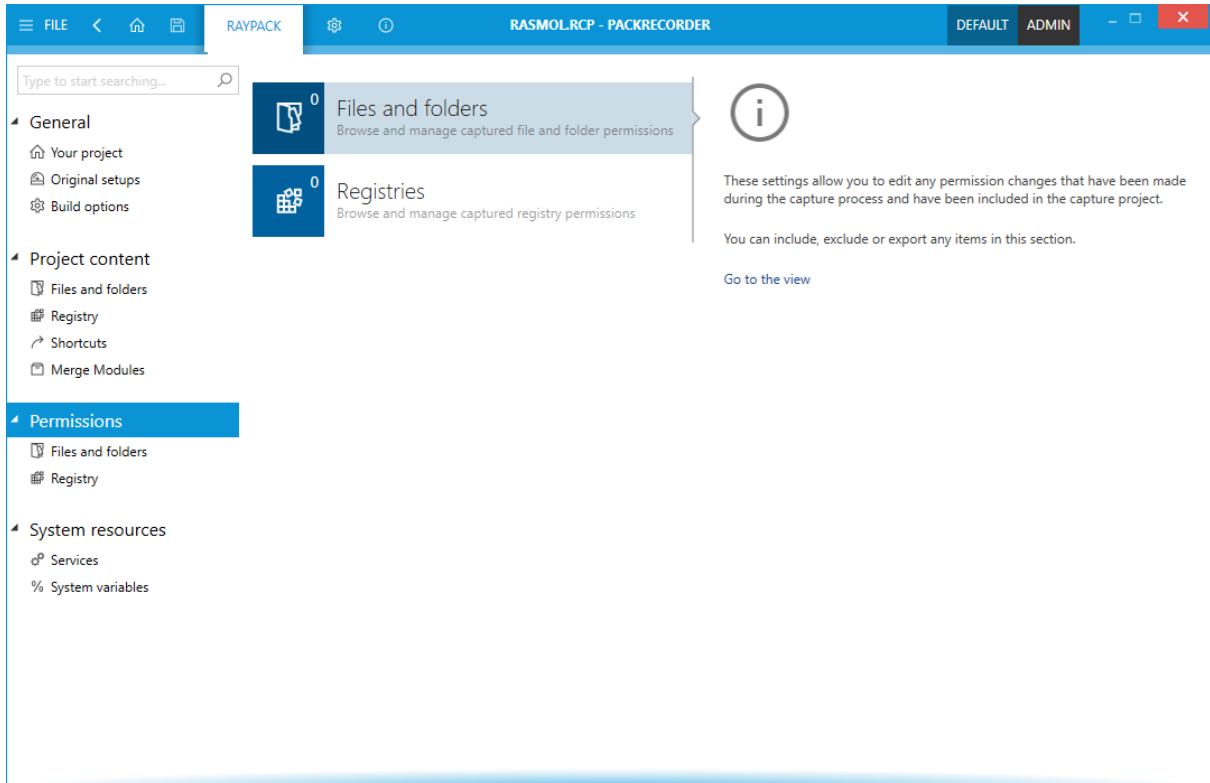 FILE
RAYPACK
RASMOL.RCP - PACKRECORDER
DEFAULT
ADMIN
Type to start searching...
General
Your project
Original setups
Build options
Project content
Files and folders
Registry
Shortcuts
Merge Modules
Permissions
Files and folders
Registry
System resources
Services
% System variables
0
Files and folders
Browse and manage captured file and folder permissions
0
Registries
Browse and manage captured registry permissions
These settings allow you to edit any permission changes that have been made
during the capture process and have been included in the capture project.
You can include, exclude or export any items in this section.
Go to the view